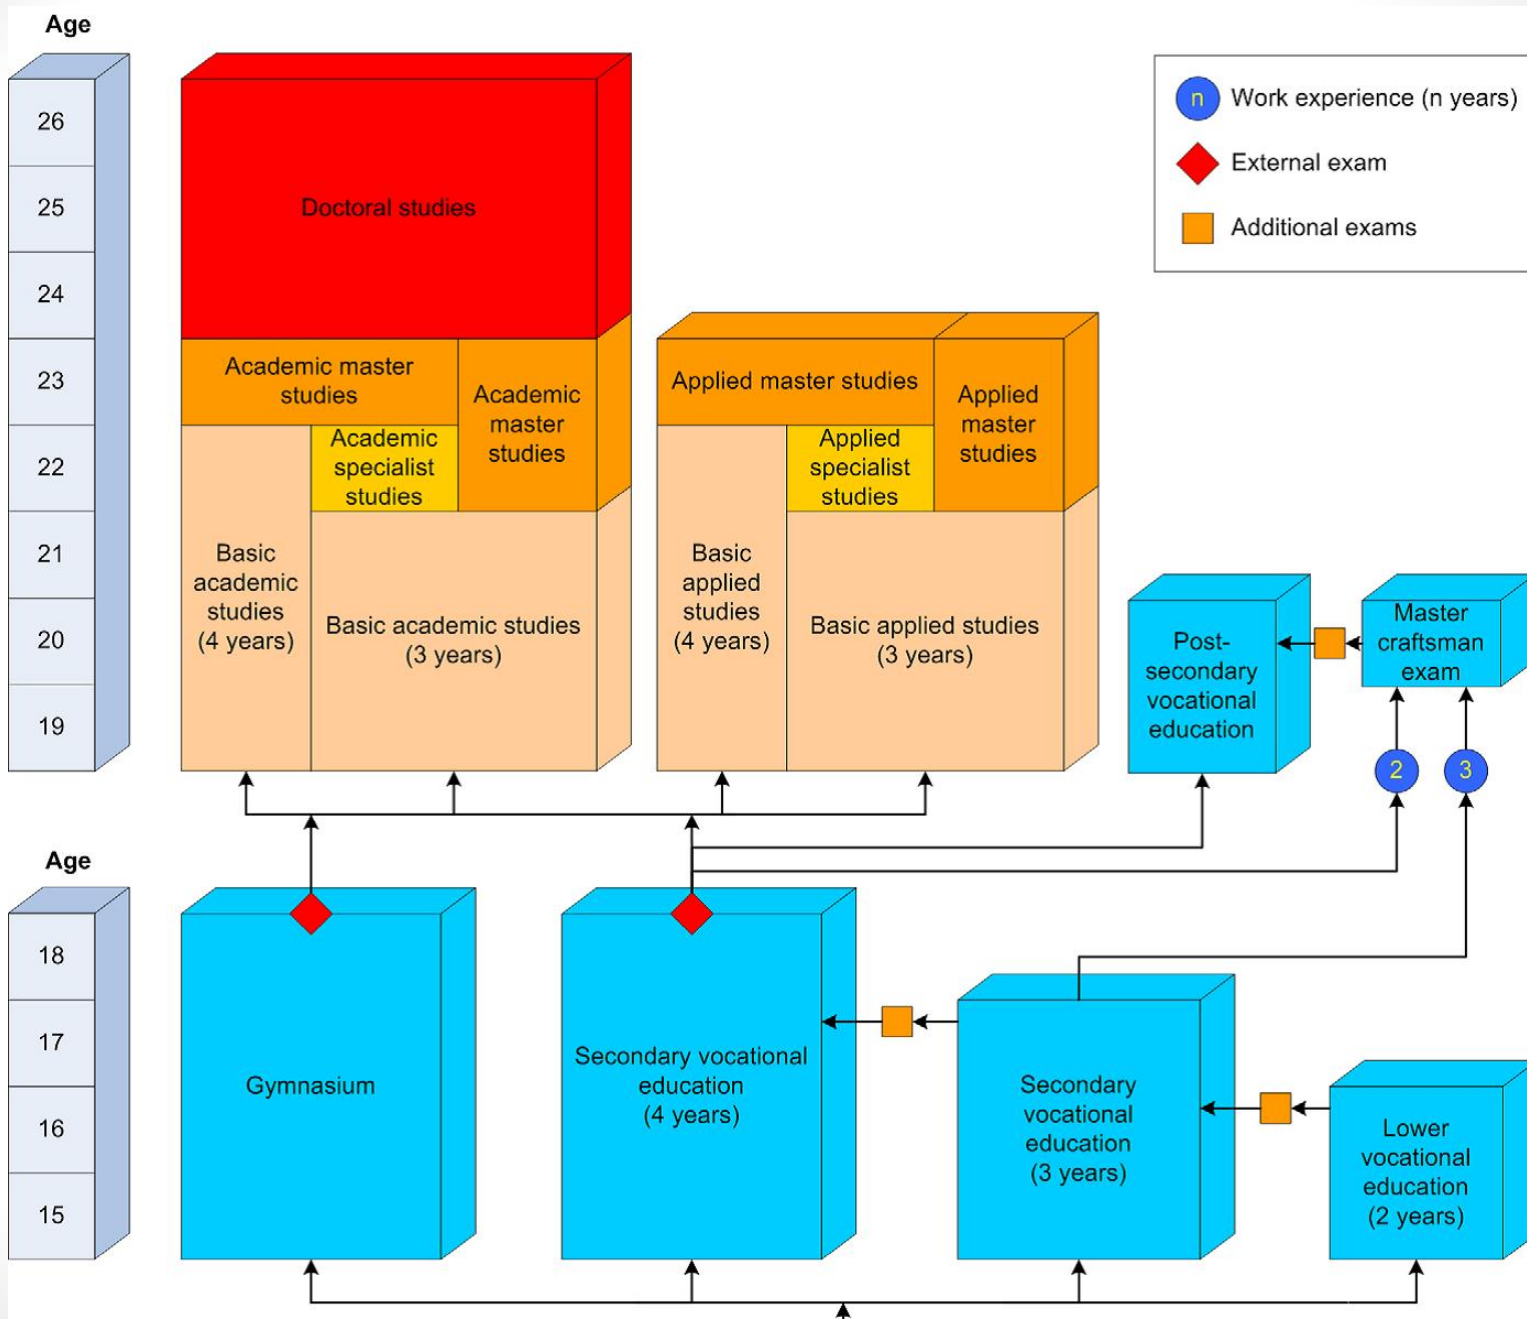 Age
26
25
24
23
22
21
20
19
Doctoral studies
Academic master
studies
Academic
master
studies
Academic
specialist
studies
Basic
academic
studies
(4 years)
Basic academic studies
(3 years)
Applied master studies
Applied
master
studies
Applied
specialist
studies
Basic
applied
studies
(4 years)
Basic applied studies
(3 years)
n
Work experience (n years)
External exam
Additional exams
Post-
secondary
vocational
education
Master
craftsman
exam
2
3
Age
18
17
16
15
Gymnasium
Secondary vocational
education
(4 years)
Secondary
vocational
education
(3 years)
Lower
vocational
education
(2 years)